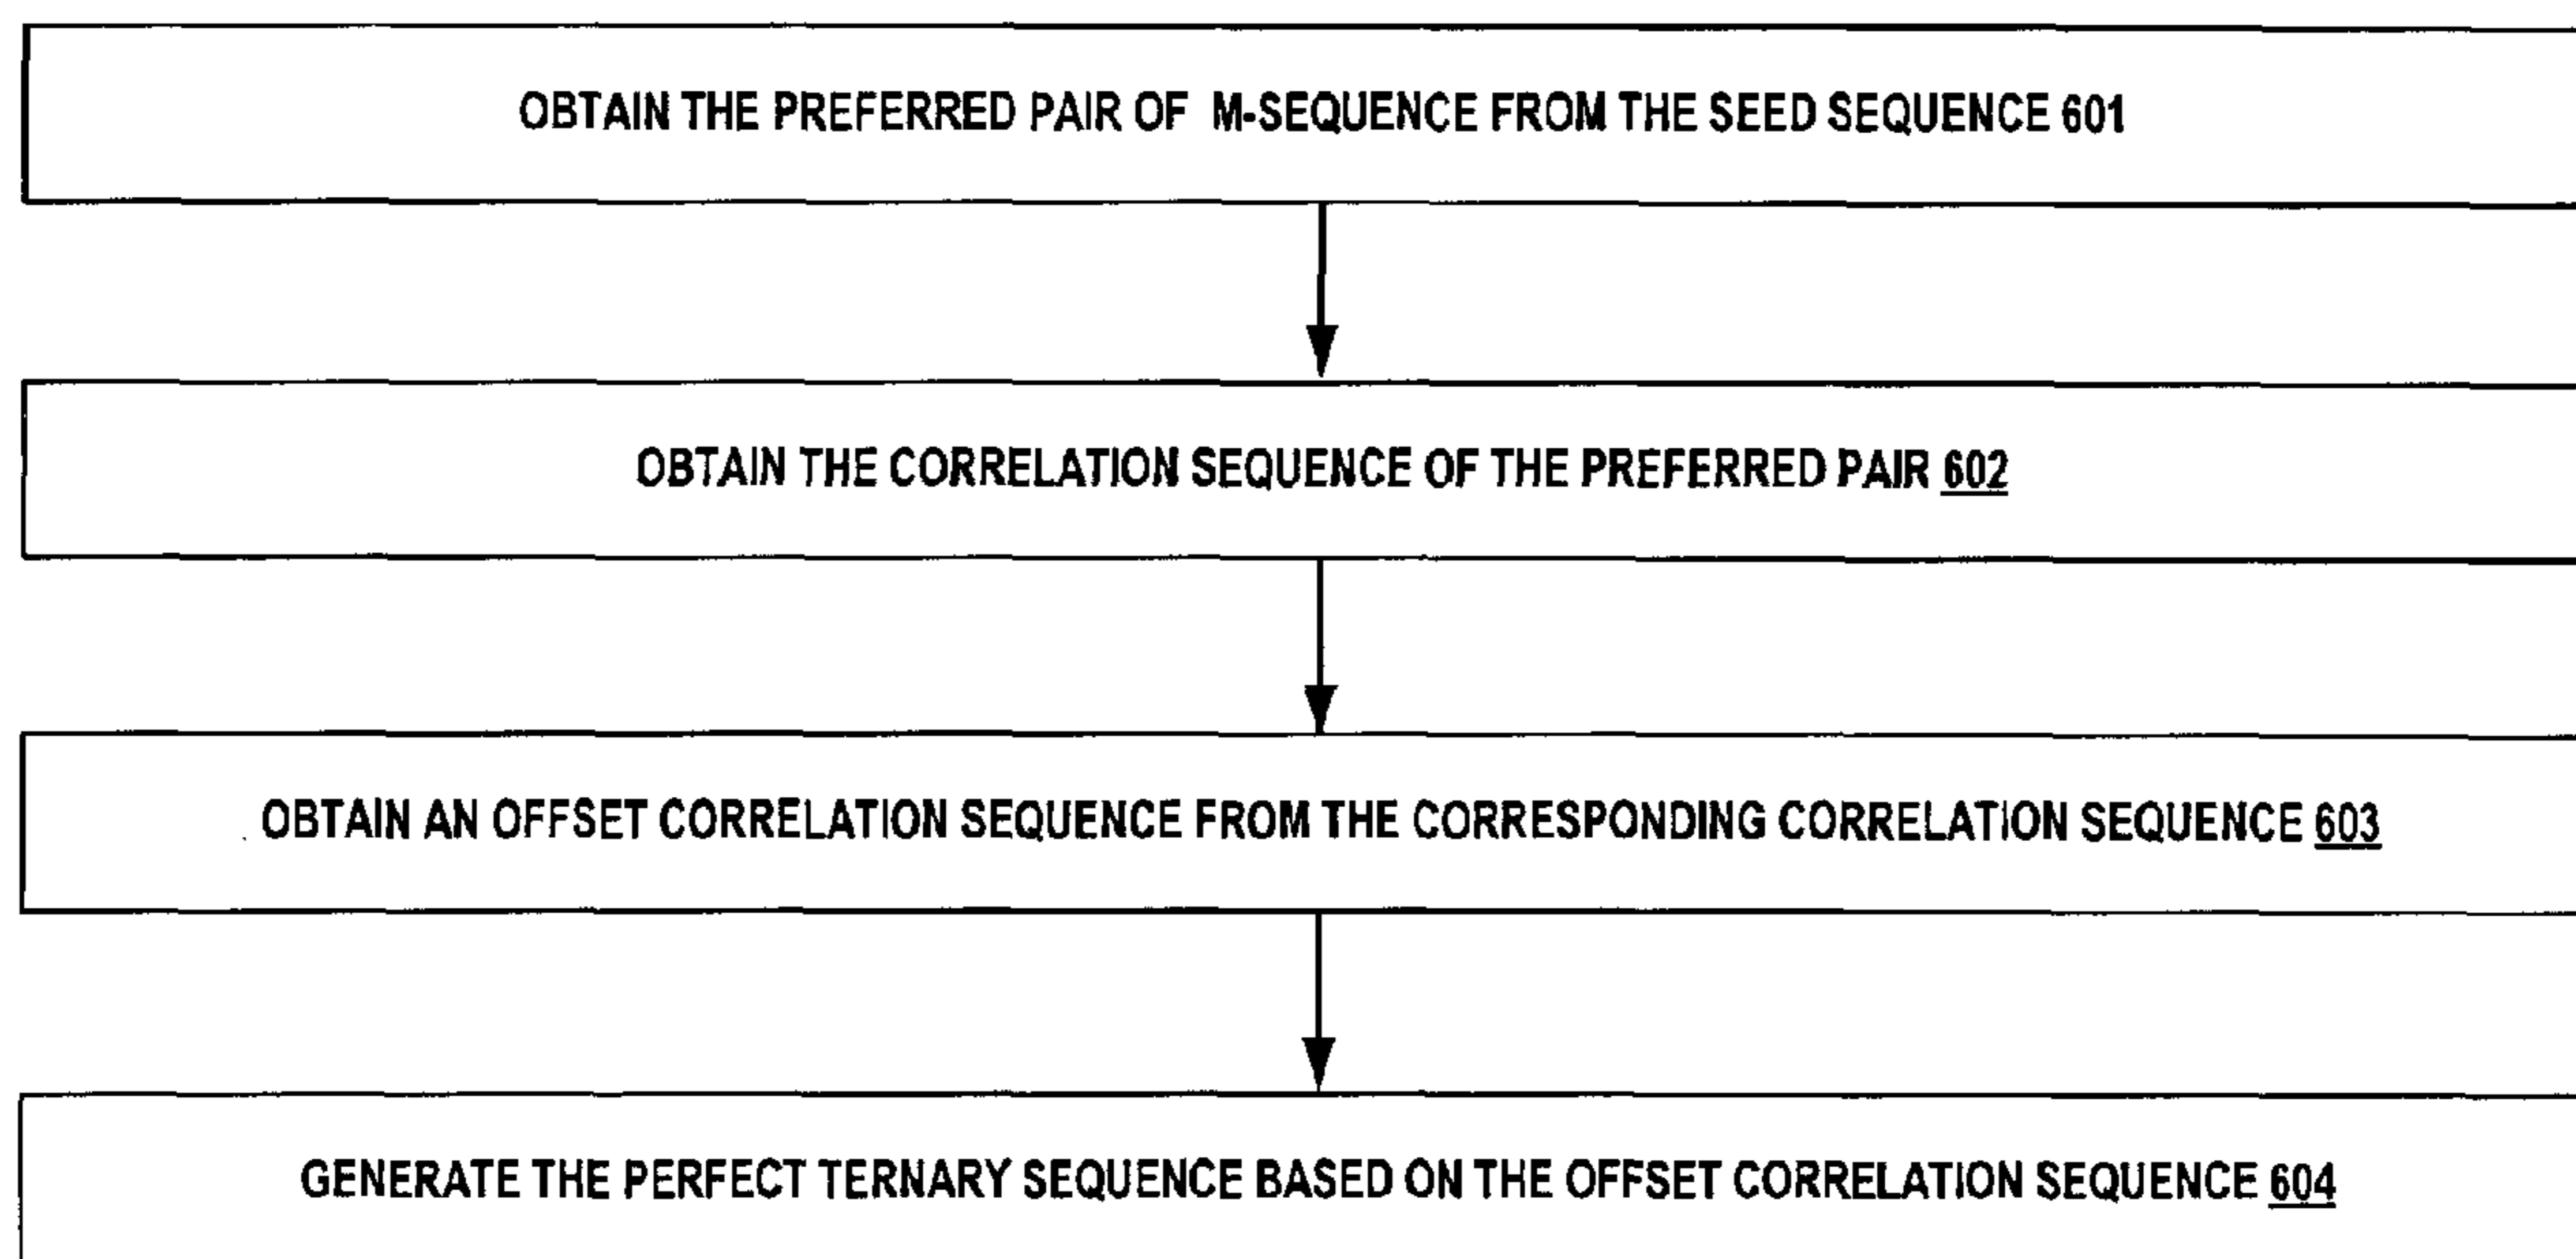 OBTAIN THE PREFERRED PAIR OF M-SEQUENCE FROM THE SEED SEQUENCE 601
OBTAIN THE CORRELATION SEQUENCE OF THE PREFERRED PAIR 602
OBTAIN AN OFFSET CORRELATION SEQUENCE FROM THE CORRESPONDING CORRELATION SEQUENCE 603
GENERATE THE PERFECT TERNARY SEQUENCE BASED ON THE OFFSET CORRELATION SEQUENCE 604